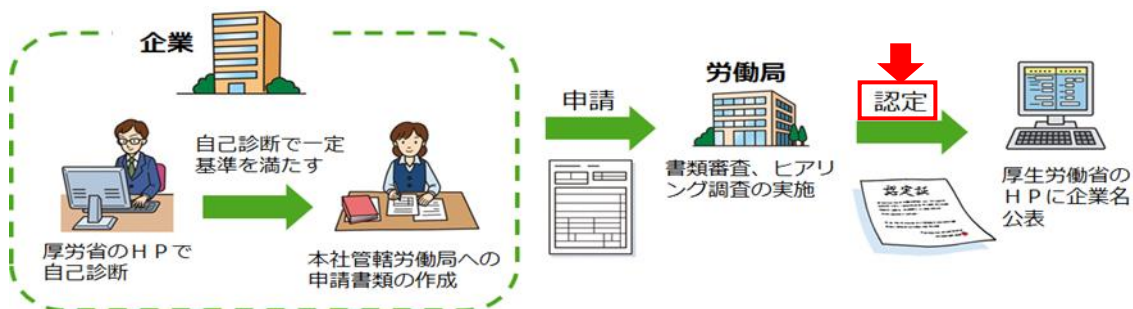 企業
厚労省のＨＰで
自己診断
自己診断で一定
基準を満たす
本社管轄労働局への
申請書類の作成
申請
労働局
書類審査、ヒアリ
ング調査の実施
認定
認定証
厚生労働省の
ＨＰに企業名
公表